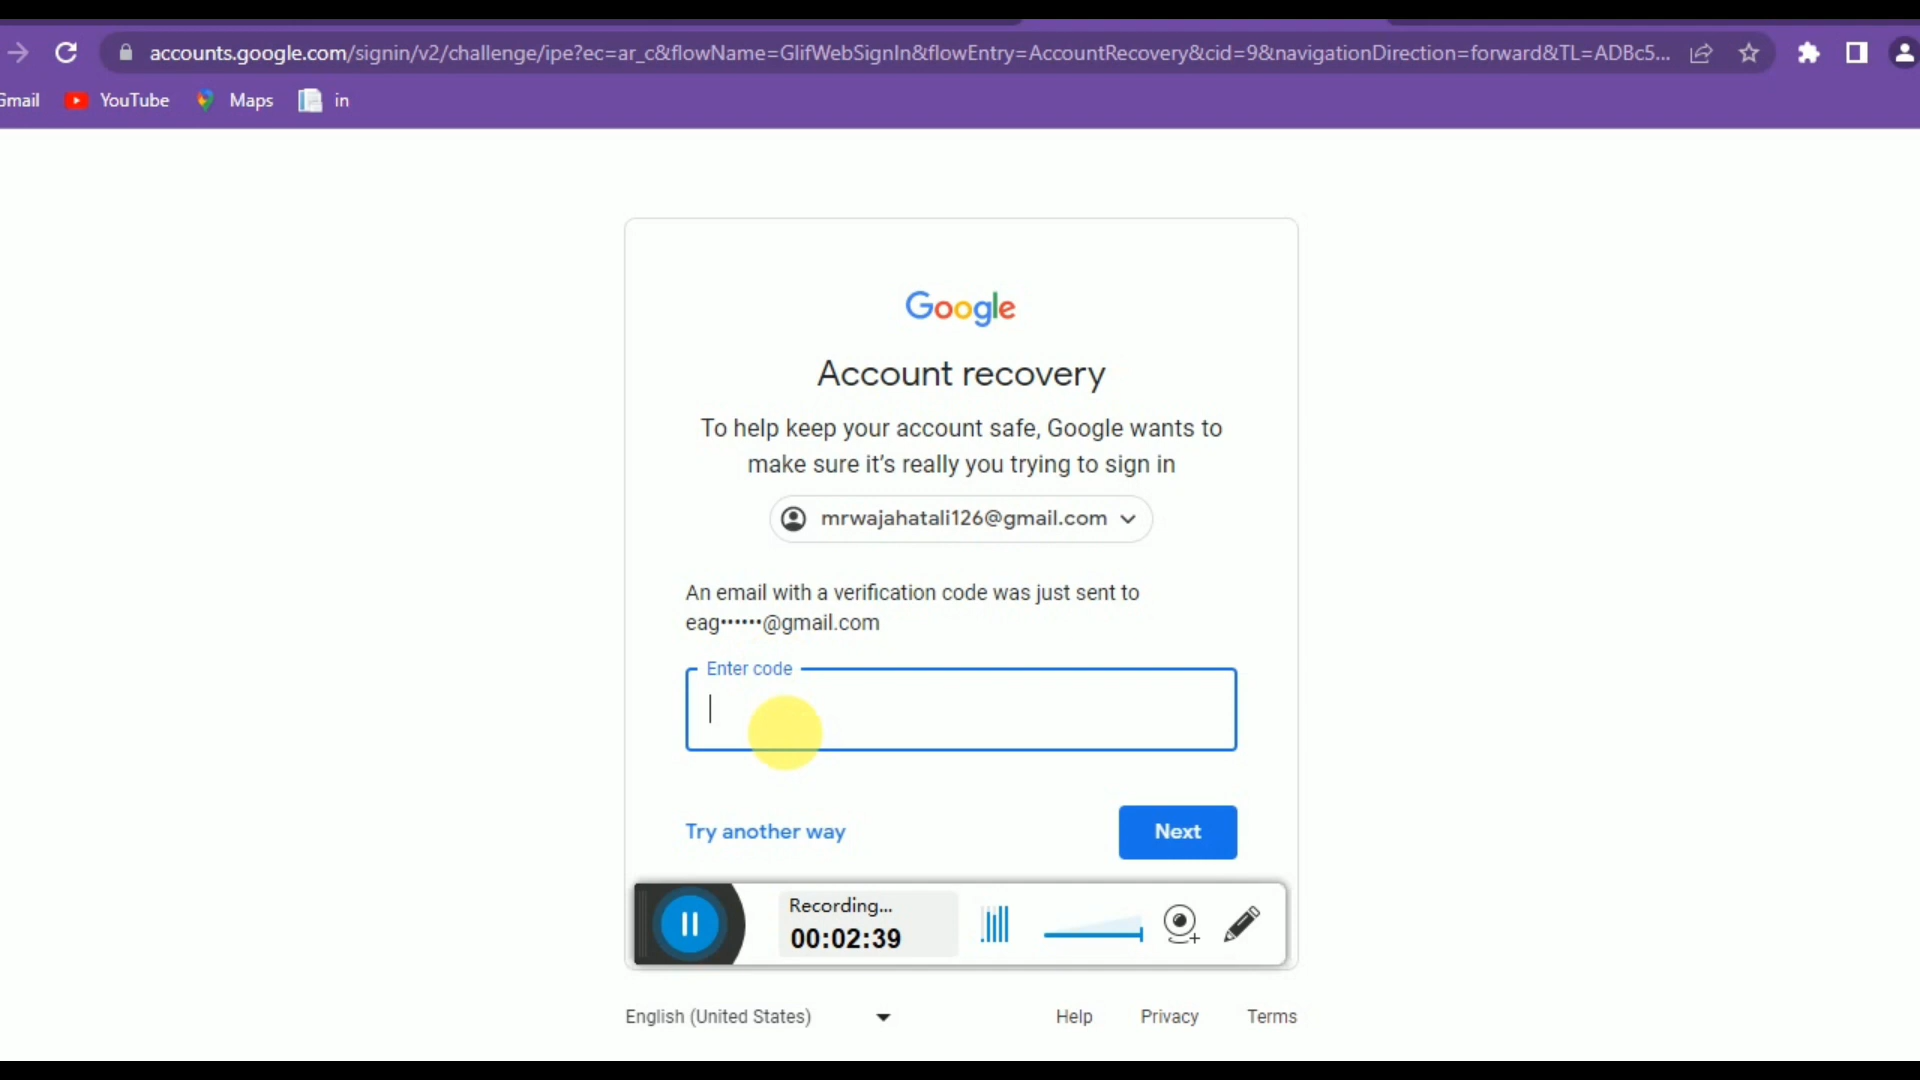 accounts.google.com/signin/v2/challenge/ipe?ec=ar_c&flowName=GlifWebSignIn&flowEntry=AccountRecovery&cid=9&navigationDirection=forward&TL=ADBc5...
Gmail YouTube Maps in
Google
Account recovery
To help keep your account safe, Google wants to
make sure it’s really you trying to sign in
mrwajahatali126@gmail.com
An email with a verification code was just sent to
eag••••••@gmail.com
Enter code
Try another way Next
Recording...
00:02:39
English (United States) Help Privacy Terms